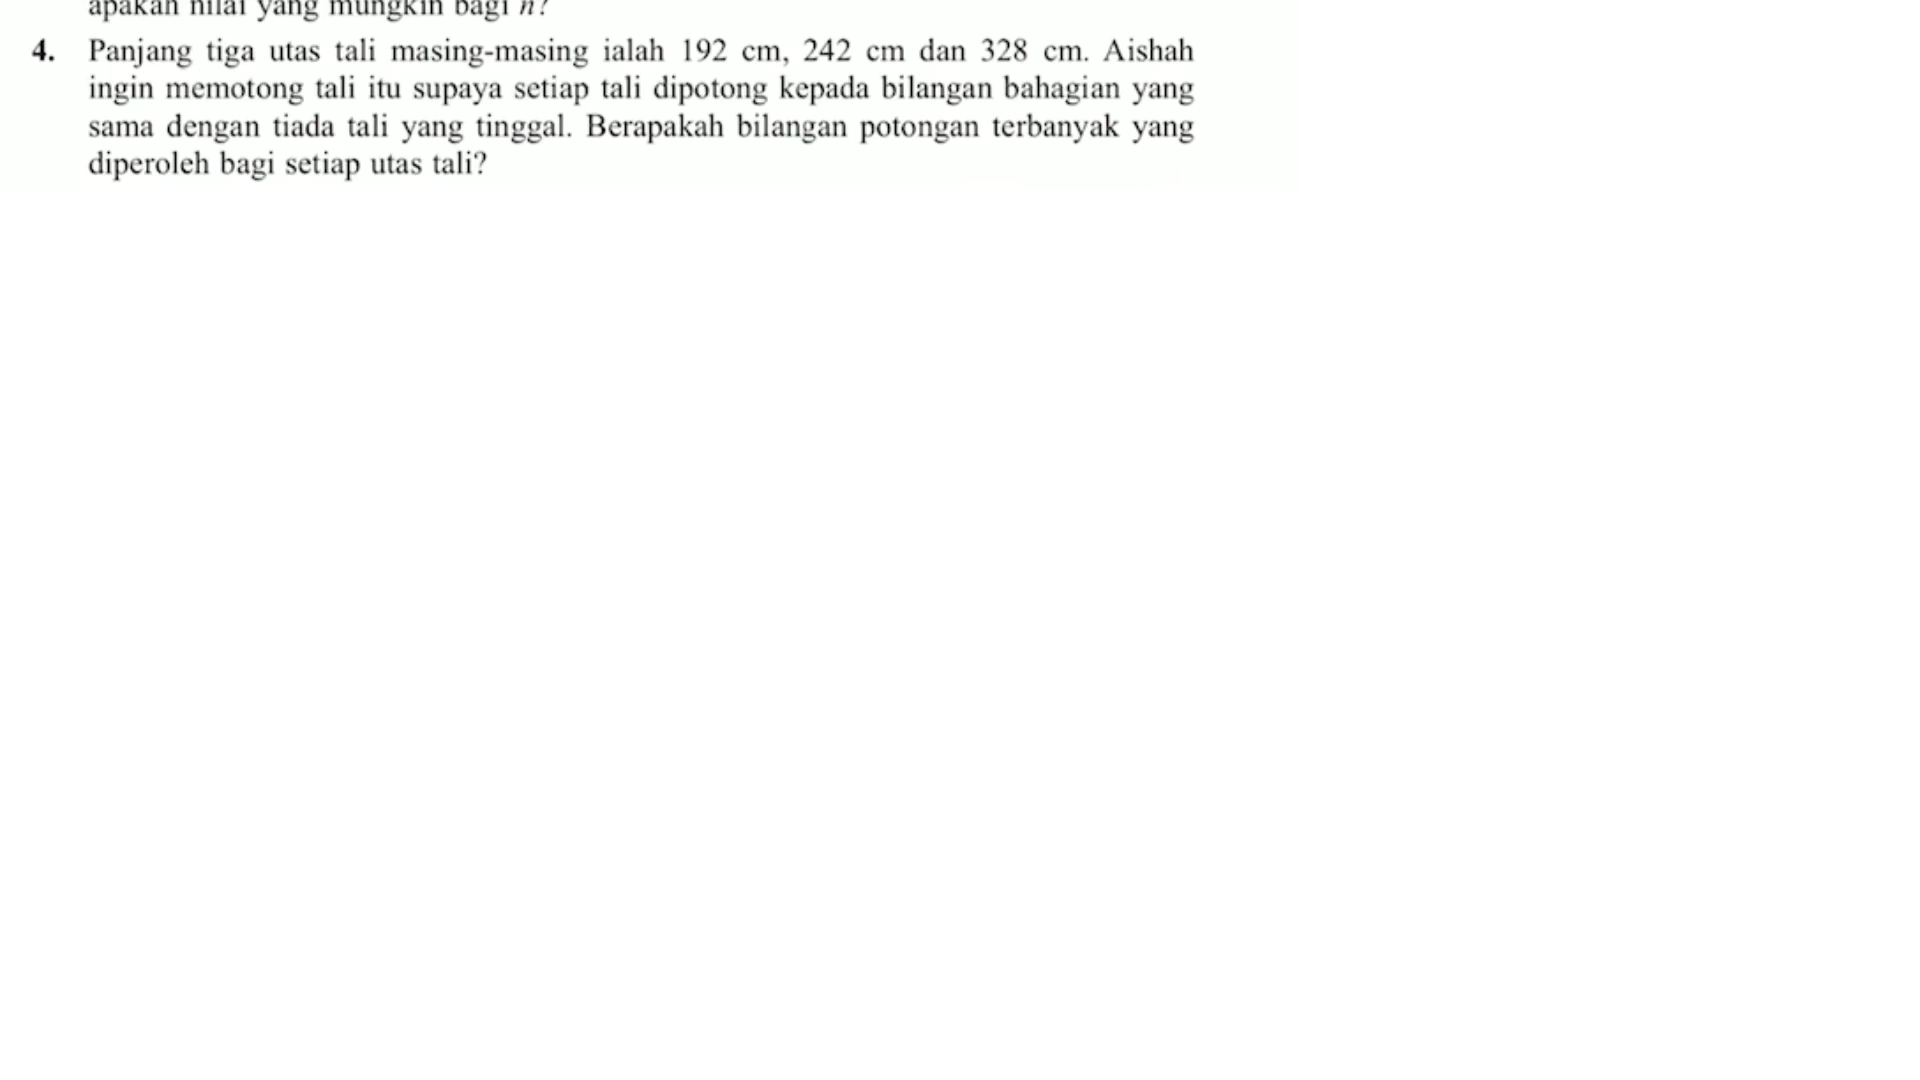 apakah nilai yang mungkin bagi n?
4. Panjang tiga utas tali masing-masing ialah 192 cm, 242 cm dan 328 cm. Aishah
ingin memotong tali itu supaya setiap tali dipotong kepada bilangan bahagian yang
sama dengan tiada tali yang tinggal. Berapakah bilangan potongan terbanyak yang
diperoleh bagi setiap utas tali?